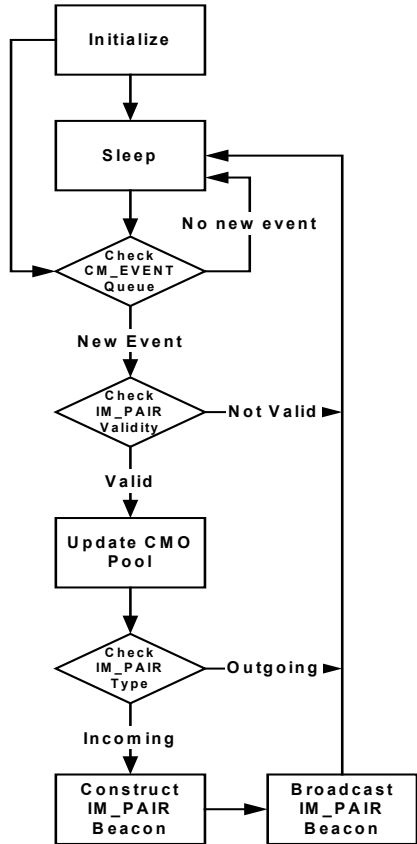 Initialize
Sleep
No new event
Check
CM_EVENT
Queue
New Event
Check
IM_PAIR
Validity
Not Valid
Valid
Update CMO
Pool
Check
IM_PAIR
Type
Outgoing
Incoming
Construct
IM_PAIR
Beacon
Broadcast
IM_PAIR
Beacon